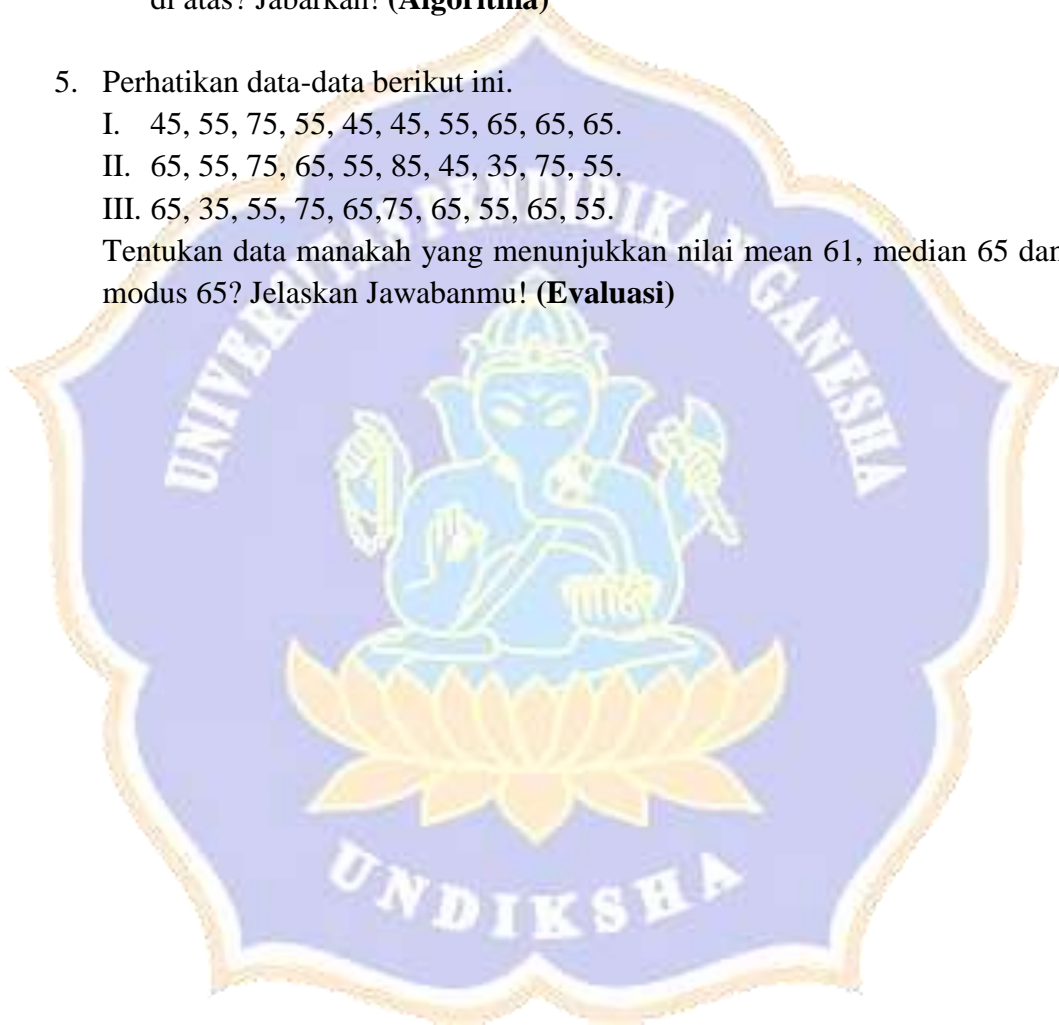 di atas? Jabarkan! (Algoritma)
5. Perhatikan data-data berikut ini.
I. 45, 55, 75, 55, 45, 45, 55, 65, 65, 65.
II. 65, 55, 75, 65, 55, 85, 45, 35, 75, 55.
III. 65, 35, 55, 75, 65,75, 65, 55, 65, 55.
Tentukan data manakah yang menunjukkan nilai mean 61, median 65 dan
modus 65? Jelaskan Jawabanmu! (Evaluasi)
UNIVERSITAS PENDIDIKAN GANESHA
UNDIKSHA